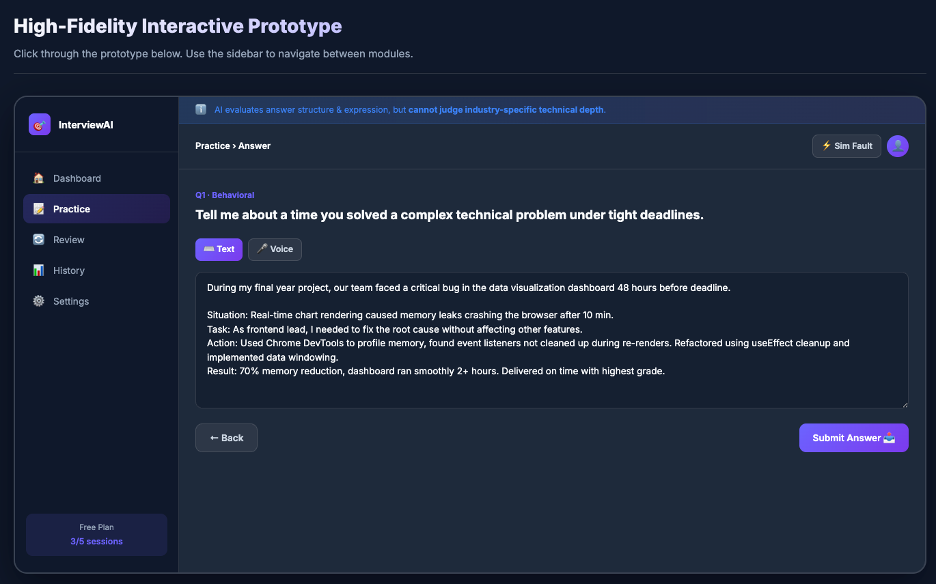 High-Fidelity Interactive Prototype
Click through the prototype below. Use the sidebar to navigate between modules.
InterviewAI
Dashboard
Practice
Review
History
Settings
Free Plan
3/5 sessions
AI evaluates answer structure & expression, but cannot judge industry-specific technical depth.
Practice › Answer
⚡ Sim Fault
Q1 · Behavioral
Tell me about a time you solved a complex technical problem under tight deadlines.
Text
Voice
During my final year project, our team faced a critical bug in the data visualization dashboard 48 hours before deadline.
Situation: Real-time chart rendering caused memory leaks crashing the browser after 10 min.
Task: As frontend lead, I needed to fix the root cause without affecting other features.
Action: Used Chrome DevTools to profile memory, found event listeners not cleaned up during re-renders. Refactored using useEffect cleanup and
implemented data windowing.
Result: 70% memory reduction, dashboard ran smoothly 2+ hours. Delivered on time with highest grade.
← Back
Submit Answer